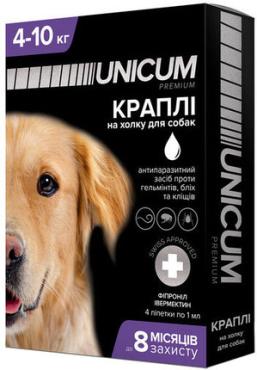 4-10 кг
UNICUM
PREMIUM
КРАПЛІ
на холку для собак
антипаразитний
засіб проти
гельмінтів, бліх
та кліщів
SWISS APPROVED
ФІПРОНІЛ
ІВЕРМЕКТИН
4 піпетки по 1 мл
до 8 МІСЯЦІВ
ЗАХИСТУ
UNICUM
PREMIUM
КРАПЛІ
на холку для собак